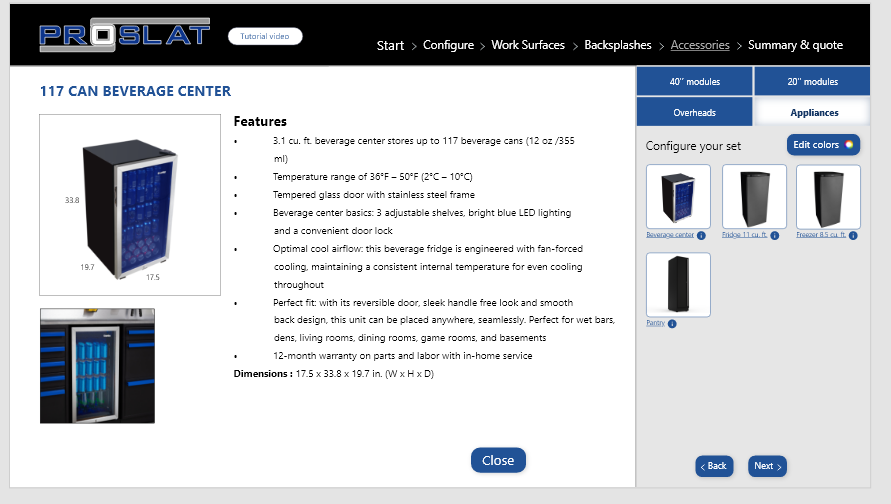 PROSLAT
Tutorial video
Start > Configure > Work Surfaces > Backsplashes > Accessories > Summary & quote
117 CAN BEVERAGE CENTER
33.8
19.7
17.5
Features
• 3.1 cu. ft. beverage center stores up to 117 beverage cans (12 oz /355
ml)
• Temperature range of 36°F – 50°F (2°C – 10°C)
• Tempered glass door with stainless steel frame
• Beverage center basics: 3 adjustable shelves, bright blue LED lighting
and a convenient door lock
• Optimal cool airflow: this beverage fridge is engineered with fan-forced
cooling, maintaining a consistent internal temperature for even cooling
throughout
• Perfect fit: with its reversible door, sleek handle free look and smooth
back design, this unit can be placed anywhere, seamlessly. Perfect for wet bars,
dens, living rooms, dining rooms, game rooms, and basements
• 12-month warranty on parts and labor with in-home service
Dimensions : 17.5 x 33.8 x 19.7 in. (W x H x D)
Close
40'' modules
20'' modules
Overheads
Appliances
Configure your set
Edit colors
Beverage center i
Fridge 11 cu. ft. i
Freezer 8.5 cu. ft. i
Pantry i
< Back
Next >